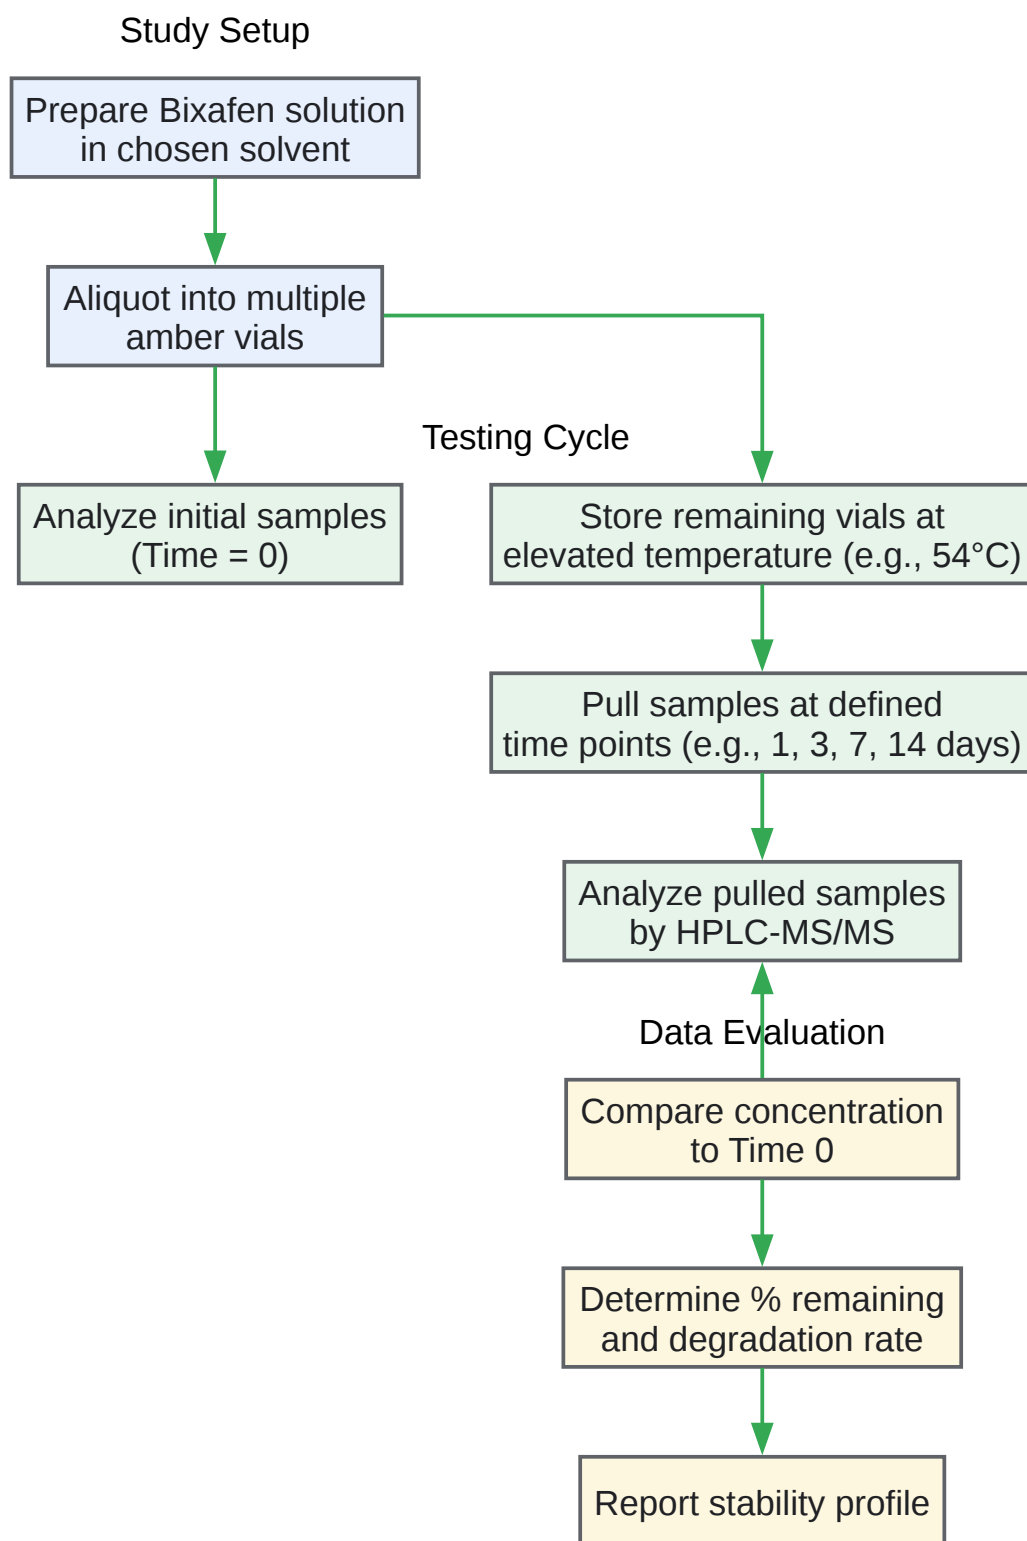 Study Setup
Prepare Bixafen solution
in chosen solvent
Aliquot into multiple
amber vials
Testing Cycle
Analyze initial samples
(Time = 0)
Store remaining vials at
elevated temperature (e.g., 54°C)
Pull samples at defined
time points (e.g., 1, 3, 7, 14 days)
Analyze pulled samples
by HPLC-MS/MS
Data Evaluation
Compare concentration
to Time 0
Determine % remaining
and degradation rate
Report stability profile